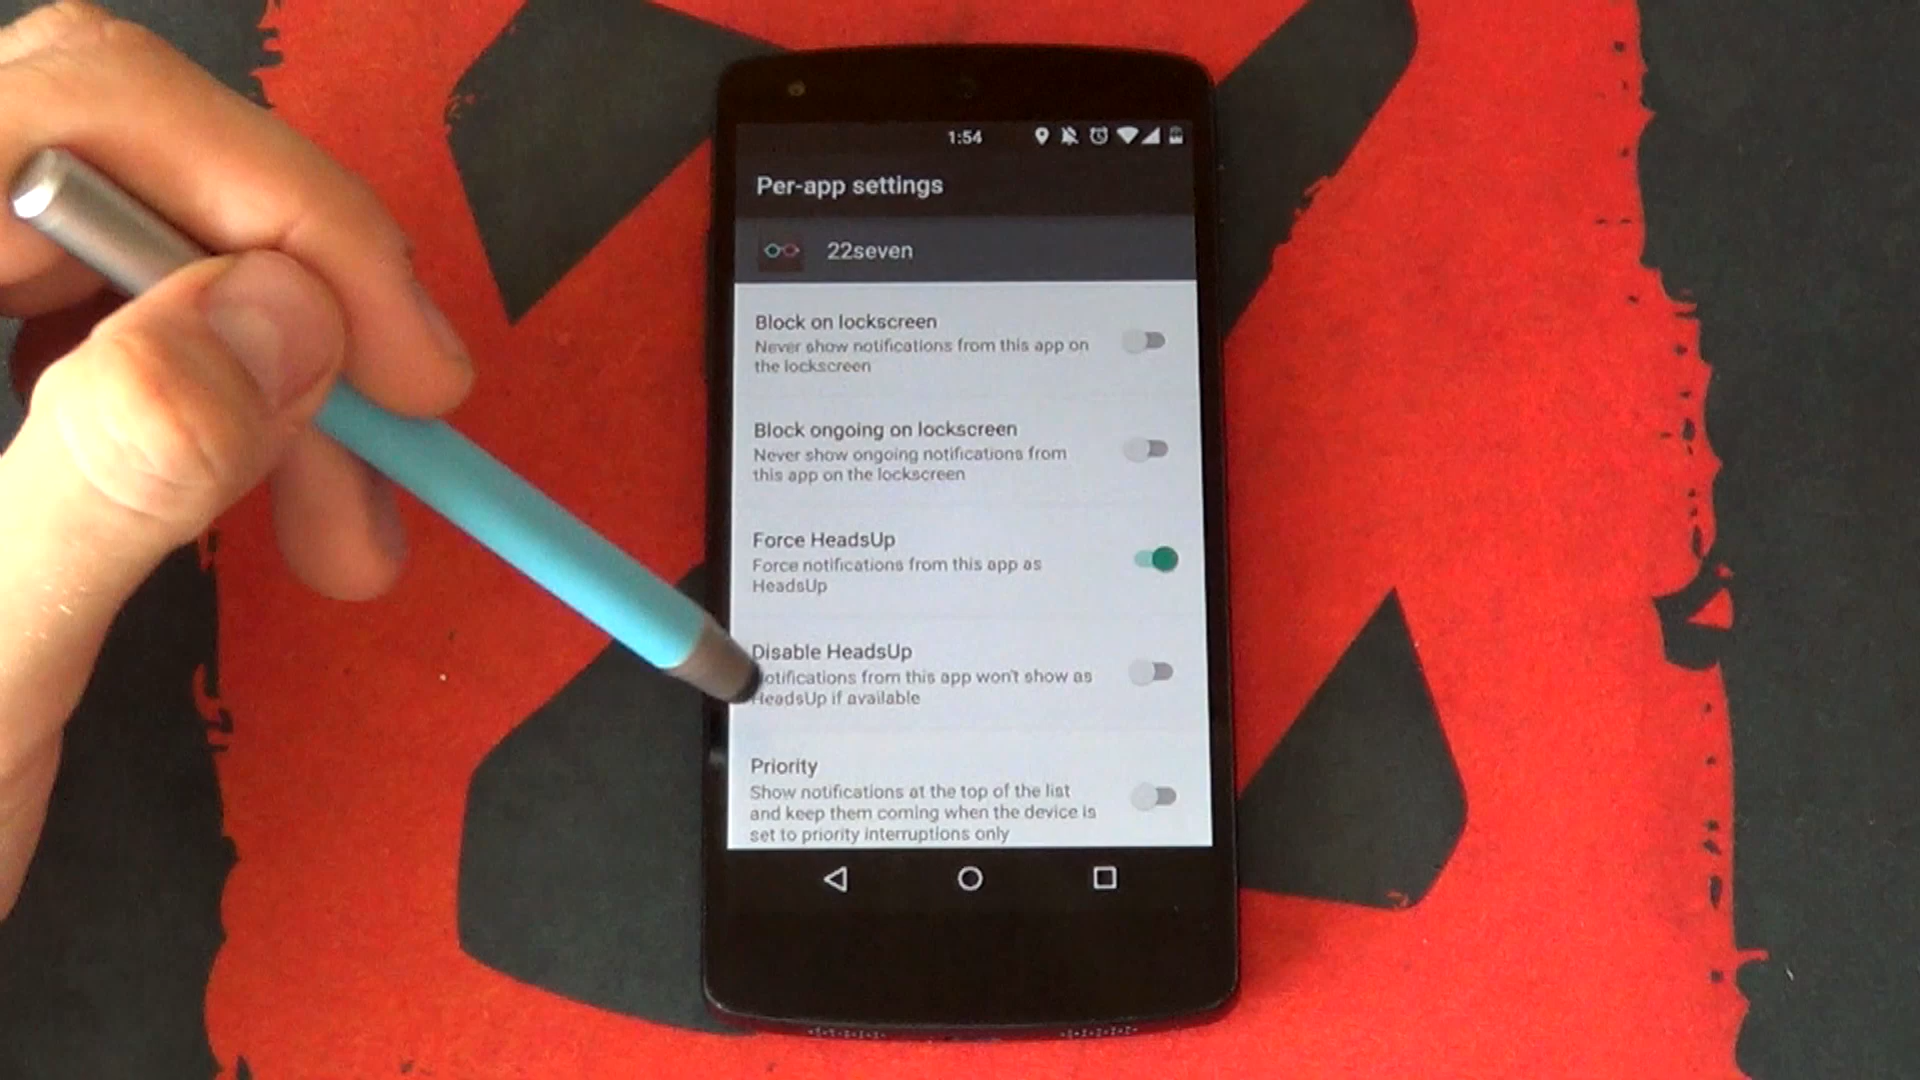 1:54
Per-app settings
22seven
Block on lockscreen
Never show notifications from this app on
the lockscreen
Block ongoing on lockscreen
Never show ongoing notifications from
this app on the lockscreen
Force HeadsUp
Force notifications from this app as
HeadsUp
Disable HeadsUp
otifications from this app won't show as
HeadsUp if available
Priority
Show notifications at the top of the list
and keep them coming when the device is
set to priority interruptions only